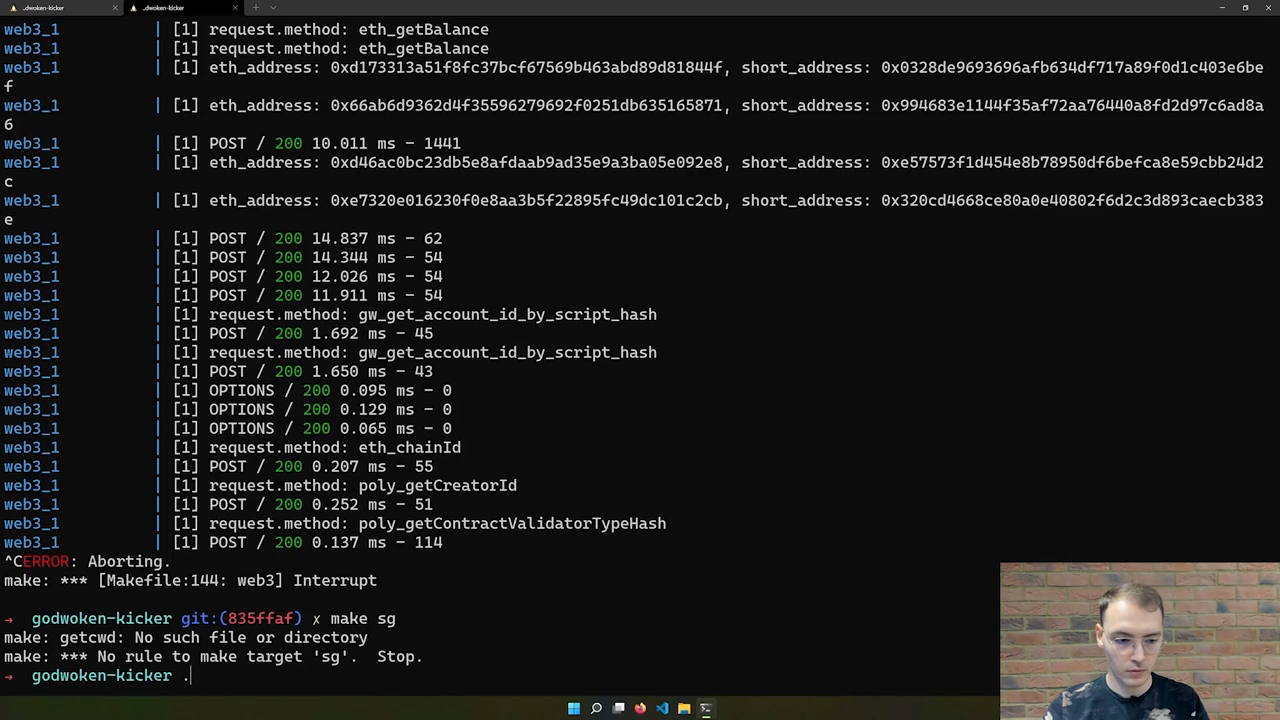 ..dwoken-kicker
..dwoken-kicker
web3_1 | [1] request.method: eth_getBalance
web3_1 | [1] request.method: eth_getBalance
web3_1 | [1] eth_address: 0xd173313a51f8fc37bcf67569b463abd89d81844f, short_address: 0x0328de9693696afb634df717a89f0d1c403e6be
f
web3_1 | [1] eth_address: 0x66ab6d9362d4f35596279692f0251db635165871, short_address: 0x994683e1144f35af72aa76440a8fd2d97c6ad8a
6
web3_1 | [1] POST / 200 10.011 ms - 1441
web3_1 | [1] eth_address: 0xd46ac0bc23db5e8afdaab9ad35e9a3ba05e092e8, short_address: 0xe57573f1d454e8b78950df6befca8e59cbb24d2
c
web3_1 | [1] eth_address: 0xe7320e016230f0e8aa3b5f22895fc49dc101c2cb, short_address: 0x320cd4668ce80a0e40802f6d2c3d893caecb383
e
web3_1 | [1] POST / 200 14.837 ms - 62
web3_1 | [1] POST / 200 14.344 ms - 54
web3_1 | [1] POST / 200 12.026 ms - 54
web3_1 | [1] POST / 200 11.911 ms - 54
web3_1 | [1] request.method: gw_get_account_id_by_script_hash
web3_1 | [1] POST / 200 1.692 ms - 45
web3_1 | [1] request.method: gw_get_account_id_by_script_hash
web3_1 | [1] POST / 200 1.650 ms - 43
web3_1 | [1] OPTIONS / 200 0.095 ms - 0
web3_1 | [1] OPTIONS / 200 0.129 ms - 0
web3_1 | [1] OPTIONS / 200 0.065 ms - 0
web3_1 | [1] request.method: eth_chainId
web3_1 | [1] POST / 200 0.207 ms - 55
web3_1 | [1] request.method: poly_getCreatorId
web3_1 | [1] POST / 200 0.252 ms - 51
web3_1 | [1] request.method: poly_getContractValidatorTypeHash
web3_1 | [1] POST / 200 0.137 ms - 114
^CERROR: Aborting.
make: *** [Makefile:144: web3] Interrupt
→ godwoken-kicker git:(835ffaf) ✗ make sg
make: getcwd: No such file or directory
make: *** No rule to make target 'sg'. Stop.
→ godwoken-kicker .